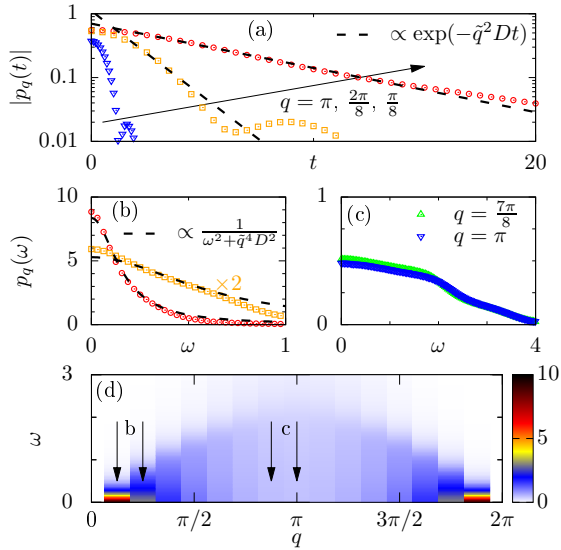 (a)
∝ exp(−q̃²Dt)
|p_q(t)|
1
0.1
0.01
q = π, 2π/8, π/8
0
t
20
(b)
∝ 1/(ω²+q̃⁴D²)
p_q(ω)
10
5
0
×2
0
ω
1
(c)
q = 7π/8
q = π
1
0
0
ω
4
(d)
3
ω
0
b
c
0
π/2
π
3π/2
2π
q
10
5
0